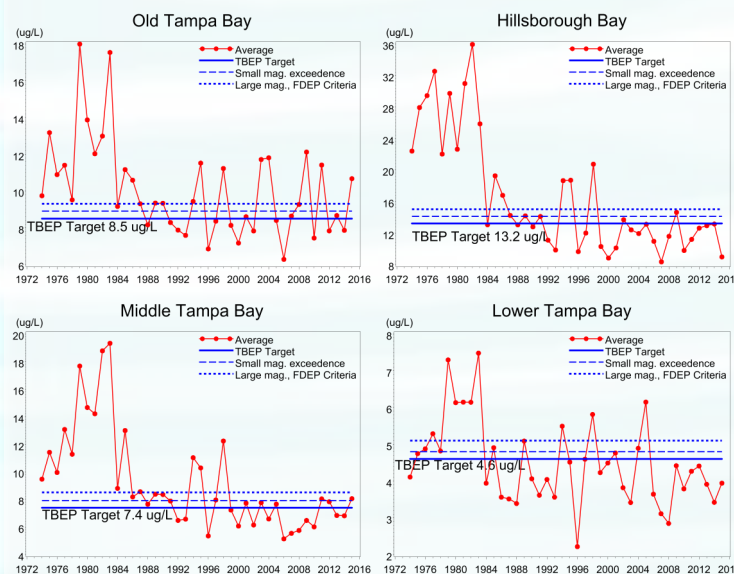 Old Tampa Bay
(ug/L)
Average
TBEP Target
Small mag. exceedence
Large mag., FDEP Criteria
18
16
14
12
10
8
6
TBEP Target 8.5 ug/L
1972 1976 1980 1984 1988 1992 1996 2000 2004 2008 2012 2016
Hillsborough Bay
(ug/L)
Average
TBEP Target
Small mag. exceedence
Large mag., FDEP Criteria
36
32
28
24
20
16
12
8
TBEP Target 13.2 ug/L
1972 1976 1980 1984 1988 1992 1996 2000 2004 2008 2012 201
Middle Tampa Bay
(ug/L)
Average
TBEP Target
Small mag. exceedence
Large mag., FDEP Criteria
20
18
16
14
12
10
8
6
4
TBEP Target 7.4 ug/L
1972 1976 1980 1984 1988 1992 1996 2000 2004 2008 2012 2016
Lower Tampa Bay
(ug/L)
Average
TBEP Target
Small mag. exceedence
Large mag., FDEP Criteria
8
7
6
5
4
3
2
TBEP Target 4.6 ug/L
1972 1976 1980 1984 1988 1992 1996 2000 2004 2008 2012 201